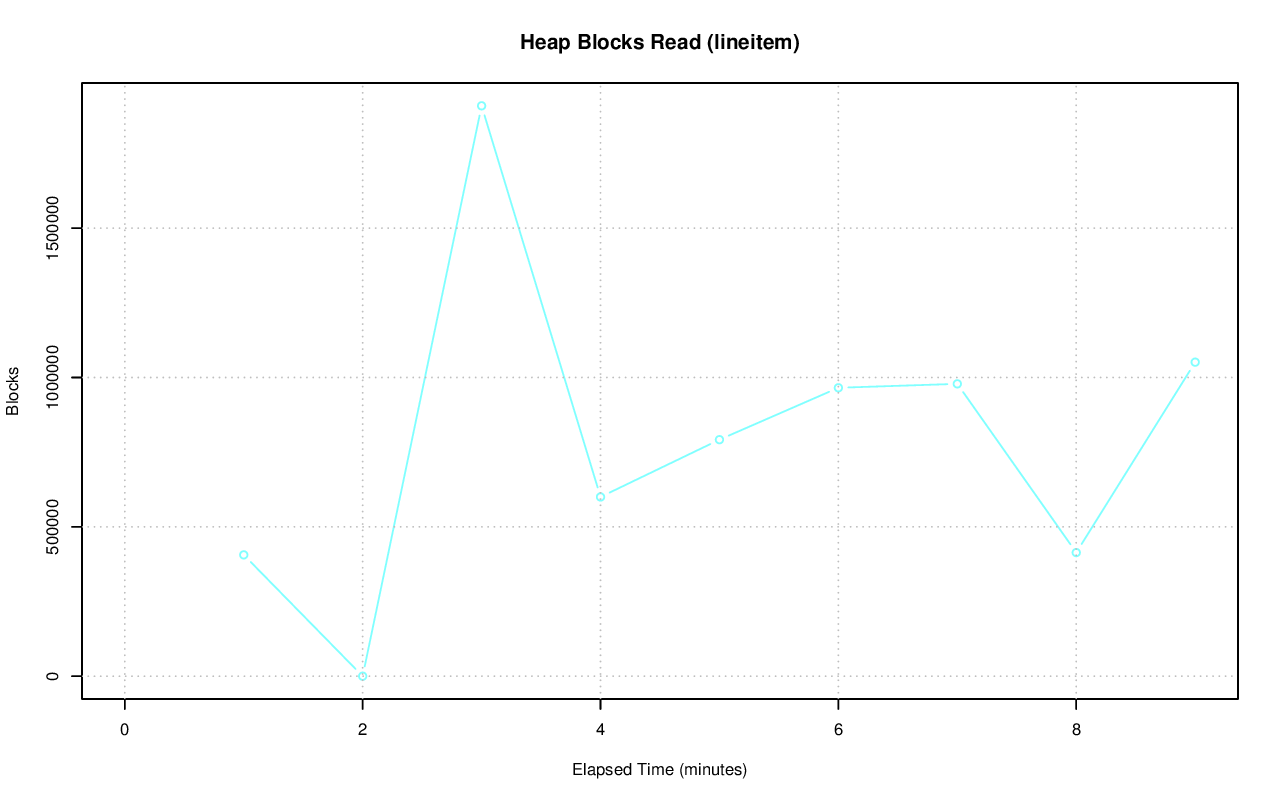 Heap Blocks Read (lineitem)
Blocks
1500000
1000000
500000
0
0 2 4 6 8
Elapsed Time (minutes)